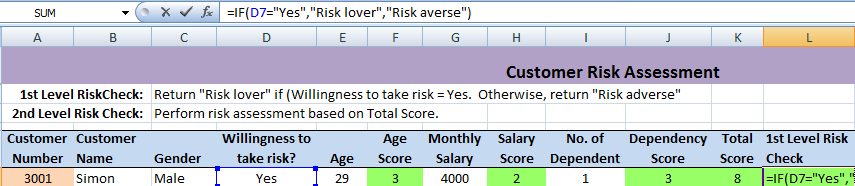 SUM =IF(D7="Yes","Risk lover","Risk averse")
A B C D E F G H I J K L
Customer Risk Assessment
1st Level RiskCheck: Return "Risk lover" if (Willingness to take risk = Yes. Otherwise, return "Risk adverse"
2nd Level Risk Check: Perform risk assessment based on Total Score.
Customer Customer Willingness to Age Monthly Salary No. of Dependency Total 1st Level Risk
Number Name Gender take risk? Age Score Salary Score Dependent Score Score Check
3001 Simon Male Yes 29 3 4000 2 1 3 8 =IF(D7="Yes","